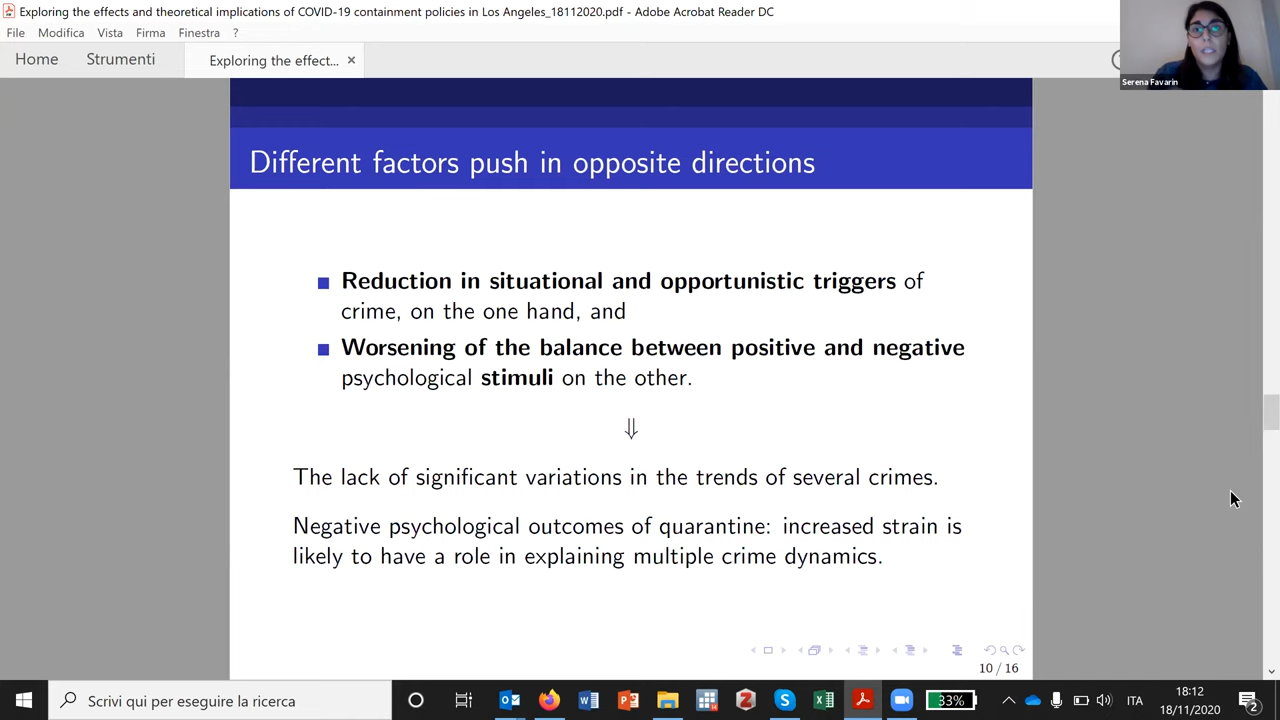 Exploring the effects and theoretical implications of COVID-19 containment policies in Los Angeles_18112020.pdf - Adobe Acrobat Reader DC
File Modifica Vista Firma Finestra ?
Home Strumenti Exploring the effect... ×
Serena Favarin
Different factors push in opposite directions
Reduction in situational and opportunistic triggers of
crime, on the one hand, and
Worsening of the balance between positive and negative
psychological stimuli on the other.
⇓
The lack of significant variations in the trends of several crimes.
Negative psychological outcomes of quarantine: increased strain is
likely to have a role in explaining multiple crime dynamics.
10 / 16
Scrivi qui per eseguire la ricerca
33%
ITA
18:12
18/11/2020
2